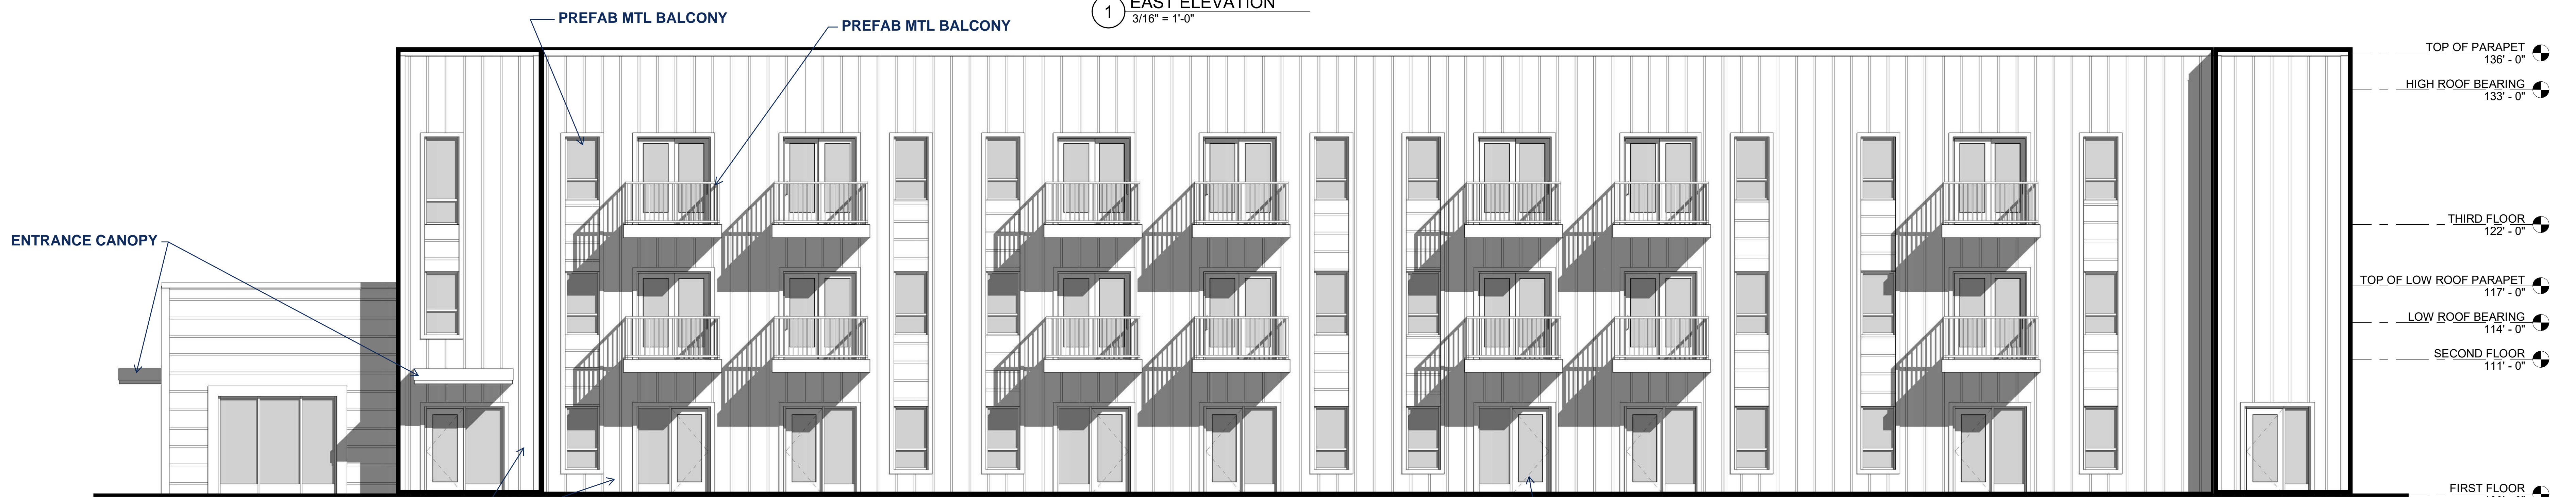 EAST ELEVATION
1
3/16" = 1'-0"
PREFAB MTL BALCONY
PREFAB MTL BALCONY
TOP OF PARAPET
136' - 0"
HIGH ROOF BEARING
133' - 0"
THIRD FLOOR
122' - 0"
ENTRANCE CANOPY
TOP OF LOW ROOF PARAPET
117' - 0"
LOW ROOF BEARING
114' - 0"
SECOND FLOOR
111' - 0"
FIRST FLOOR